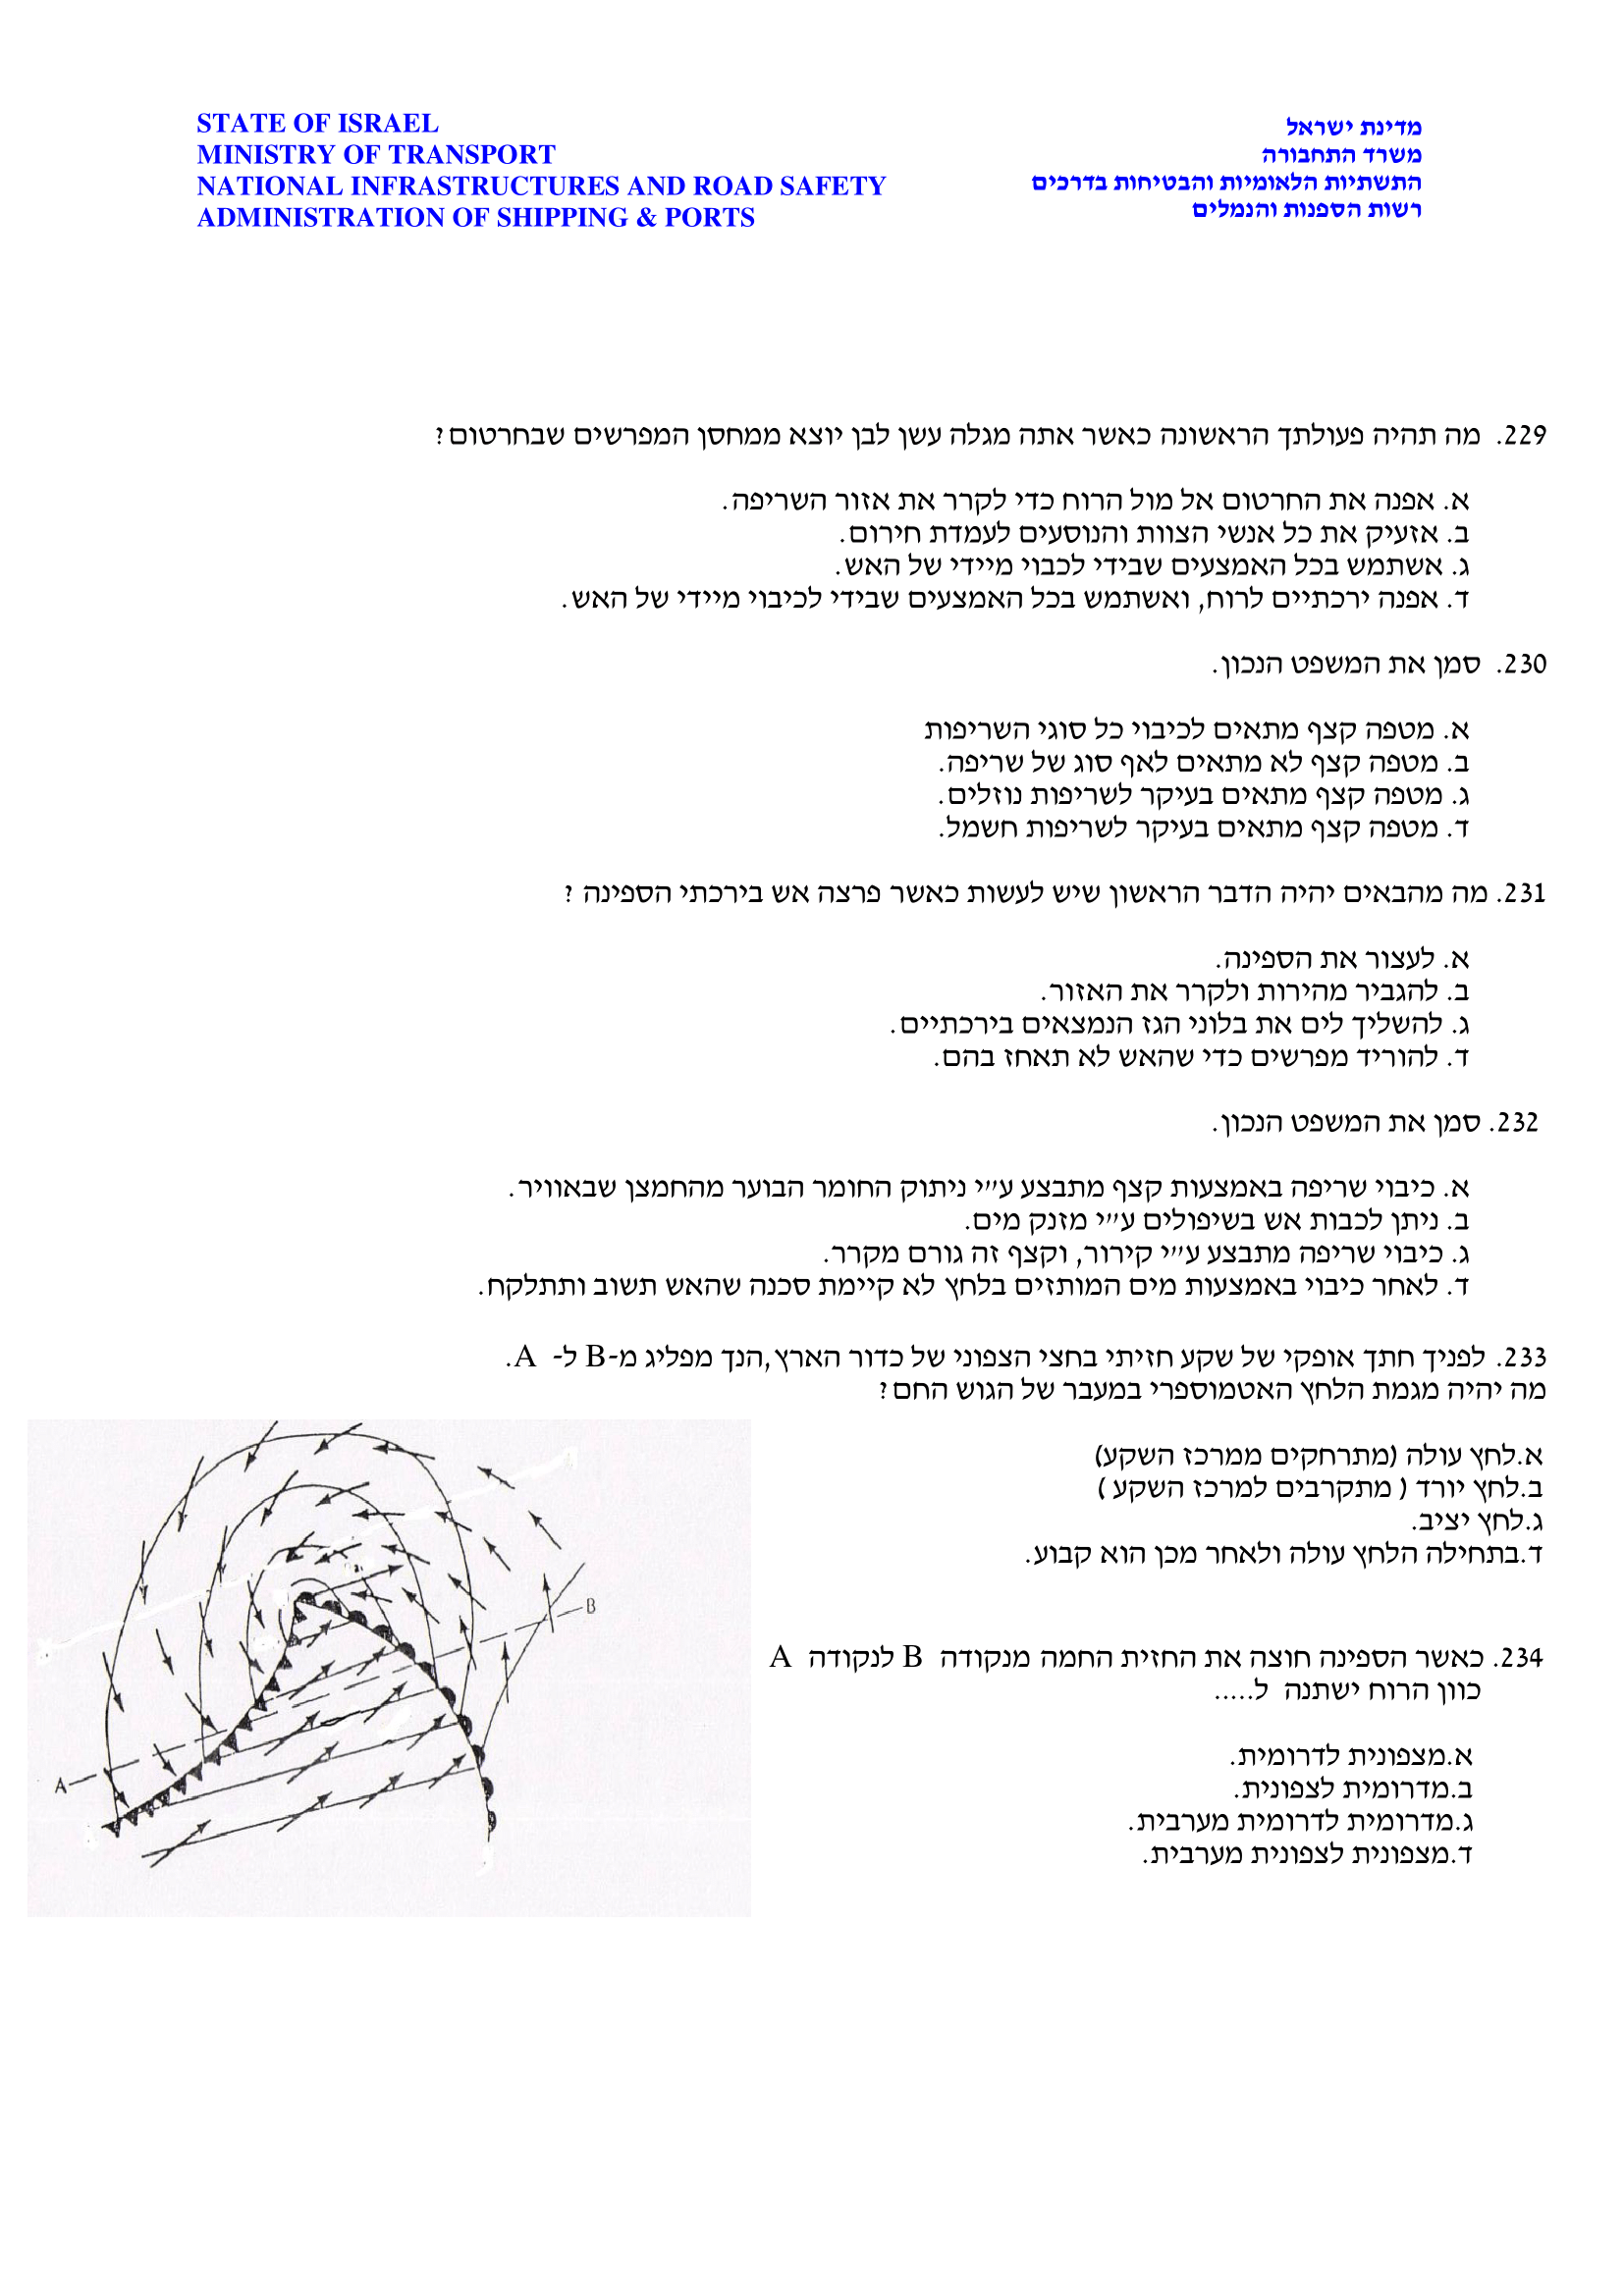 STATE OF ISRAEL
MINISTRY OF TRANSPORT
NATIONAL INFRASTRUCTURES AND ROAD SAFETY
ADMINISTRATION OF SHIPPING & PORTS
מדינת ישראל
משרד התחבורה
התשתיות הלאומיות והבטיחות בדרכים
רשות הספנות והנמלים
229. מה תהיה פעולתך הראשונה כאשר אתה מגלה עשן לבן יוצא ממחסן המפרשים שבחרטום?
א. אפנה את החרטום אל מול הרוח כדי לקרר את אזור השריפה.
ב. אזעיק את כל אנשי הצוות והנוסעים לעמדת חירום.
ג. אשתמש בכל האמצעים שבידי לכבוי מיידי של האש.
ד. אפנה ירכתיים לרוח, ואשתמש בכל האמצעים שבידי לכיבוי מיידי של האש.
230. סמן את המשפט הנכון.
א. מטפה קצף מתאים לכיבוי כל סוגי השריפות
ב. מטפה קצף לא מתאים לאף סוג של שריפה.
ג. מטפה קצף מתאים בעיקר לשריפות נוזלים.
ד. מטפה קצף מתאים בעיקר לשריפות חשמל.
231. מה מהבאים יהיה הדבר הראשון שיש לעשות כאשר פרצה אש בירכתי הספינה ?
א. לעצור את הספינה.
ב. להגביר מהירות ולקרר את האזור.
ג. להשליך לים את בלוני הגז הנמצאים בירכתיים.
ד. להוריד מפרשים כדי שהאש לא תאחז בהם.
232. סמן את המשפט הנכון.
א. כיבוי שריפה באמצעות קצף מתבצע ע״י ניתוק החומר הבוער מהחמצן שבאוויר.
ב. ניתן לכבות אש בשיפולים ע״י מזנק מים.
ג. כיבוי שריפה מתבצע ע״י קירור, וקצף זה גורם מקרר.
ד. לאחר כיבוי באמצעות מים המותזים בלחץ לא קיימת סכנה שהאש תשוב ותתלקח.
233. לפניך חתך אופקי של שקע חזיתי בחצי הצפוני של כדור הארץ,הנך מפליג מ-B ל- A.
מה יהיה מגמת הלחץ האטמוספרי במעבר של הגוש החם?
א.לחץ עולה (מתרחקים ממרכז השקע)
ב.לחץ יורד ( מתקרבים למרכז השקע )
ג.לחץ יציב.
ד.בתחילה הלחץ עולה ולאחר מכן הוא קבוע.
B
A
234. כאשר הספינה חוצה את החזית החמה מנקודה B לנקודה A
כוון הרוח ישתנה ל.....
א.מצפונית לדרומית.
ב.מדרומית לצפונית.
ג.מדרומית לדרומית מערבית.
ד.מצפונית לצפונית מערבית.